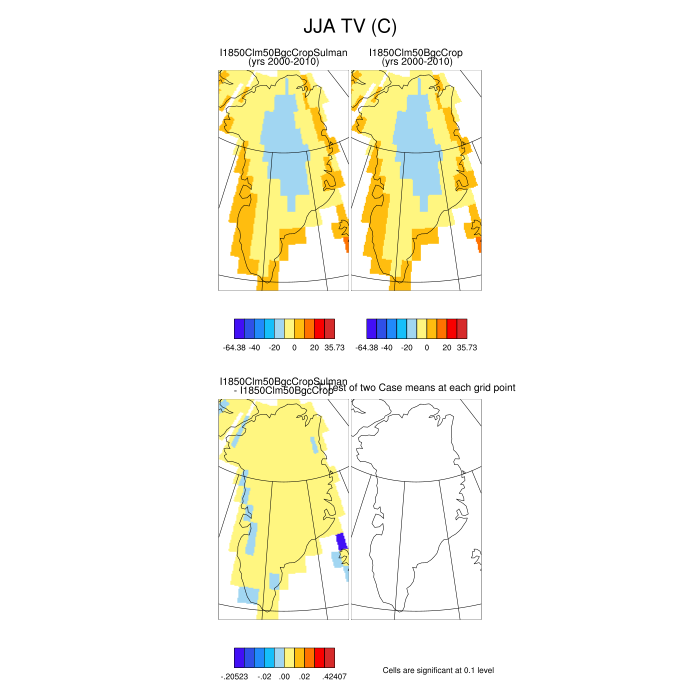 JJA TV (C)
I1850Clm50BgcCropSulman
(yrs 2000-2010)
I1850Clm50BgcCrop
(yrs 2000-2010)
-64.38 -40 -20 0 20 35.73
-64.38 -40 -20 0 20 35.73
I1850Clm50BgcCropSulman
- I1850Clm50BgcCrop
Test of two Case means at each grid point
-.20523 -.02 .00 .02 .42407
Cells are significant at 0.1 level